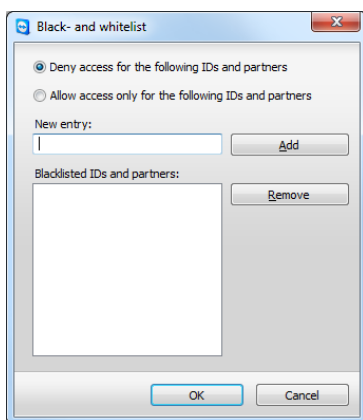 Black- and whitelist
Deny access for the following IDs and partners
Allow access only for the following IDs and partners
New entry:
Add
Blacklisted IDs and partners:
Remove
OK
Cancel